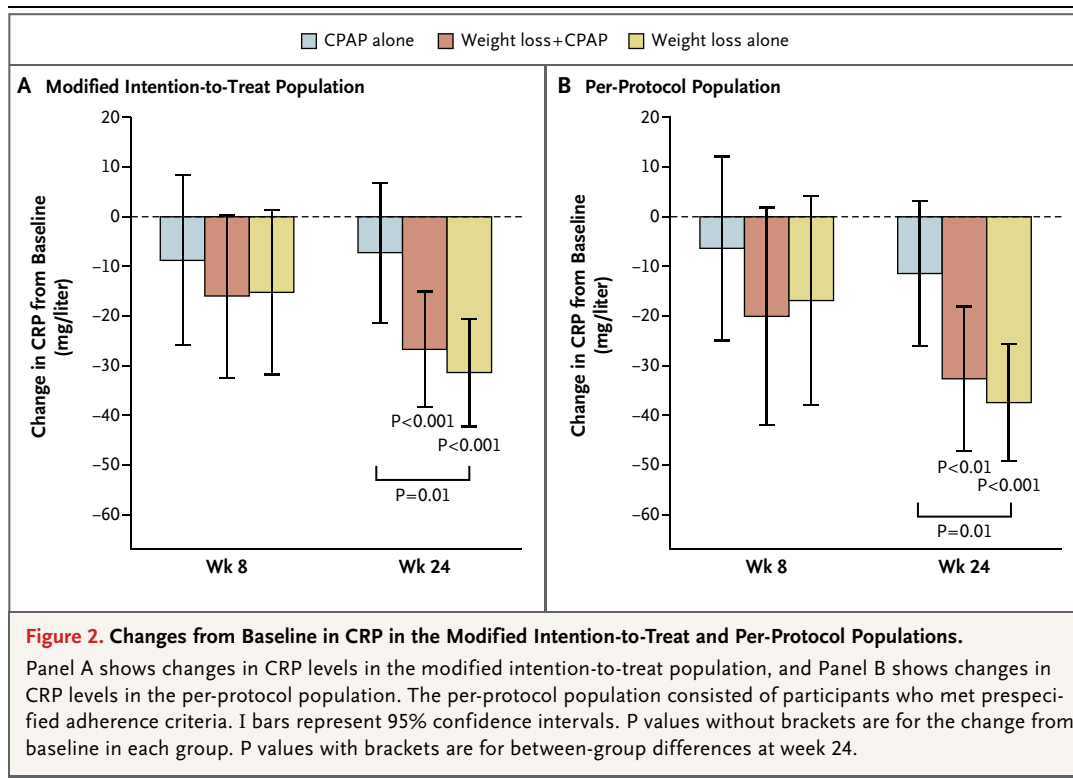 CPAP alone Weight loss+CPAP Weight loss alone
A Modified Intention-to-Treat Population
20
10
0
–10
–20
–30
–40
–50
–60
Change in CRP from Baseline
(mg/liter)
P<0.001
P<0.001
P=0.01
Wk 8 Wk 24
B Per-Protocol Population
20
10
0
–10
–20
–30
–40
–50
–60
Change in CRP from Baseline
(mg/liter)
P<0.01
P<0.001
P=0.01
Wk 8 Wk 24
Figure 2. Changes from Baseline in CRP in the Modified Intention-to-Treat and Per-Protocol Populations.
Panel A shows changes in CRP levels in the modified intention-to-treat population, and Panel B shows changes in
CRP levels in the per-protocol population. The per-protocol population consisted of participants who met prespeci-
fied adherence criteria. I bars represent 95% confidence intervals. P values without brackets are for the change from
baseline in each group. P values with brackets are for between-group differences at week 24.